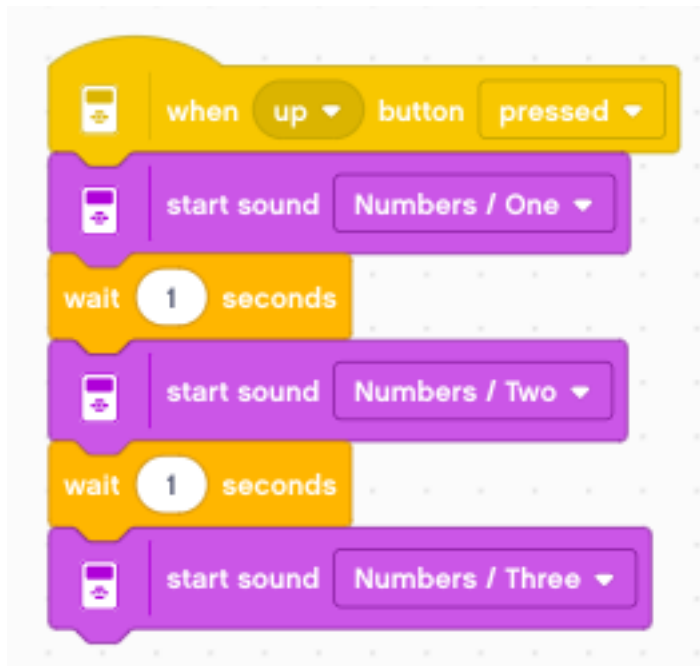 when up button pressed
start sound Numbers / One
wait 1 seconds
start sound Numbers / Two
wait 1 seconds
start sound Numbers / Three